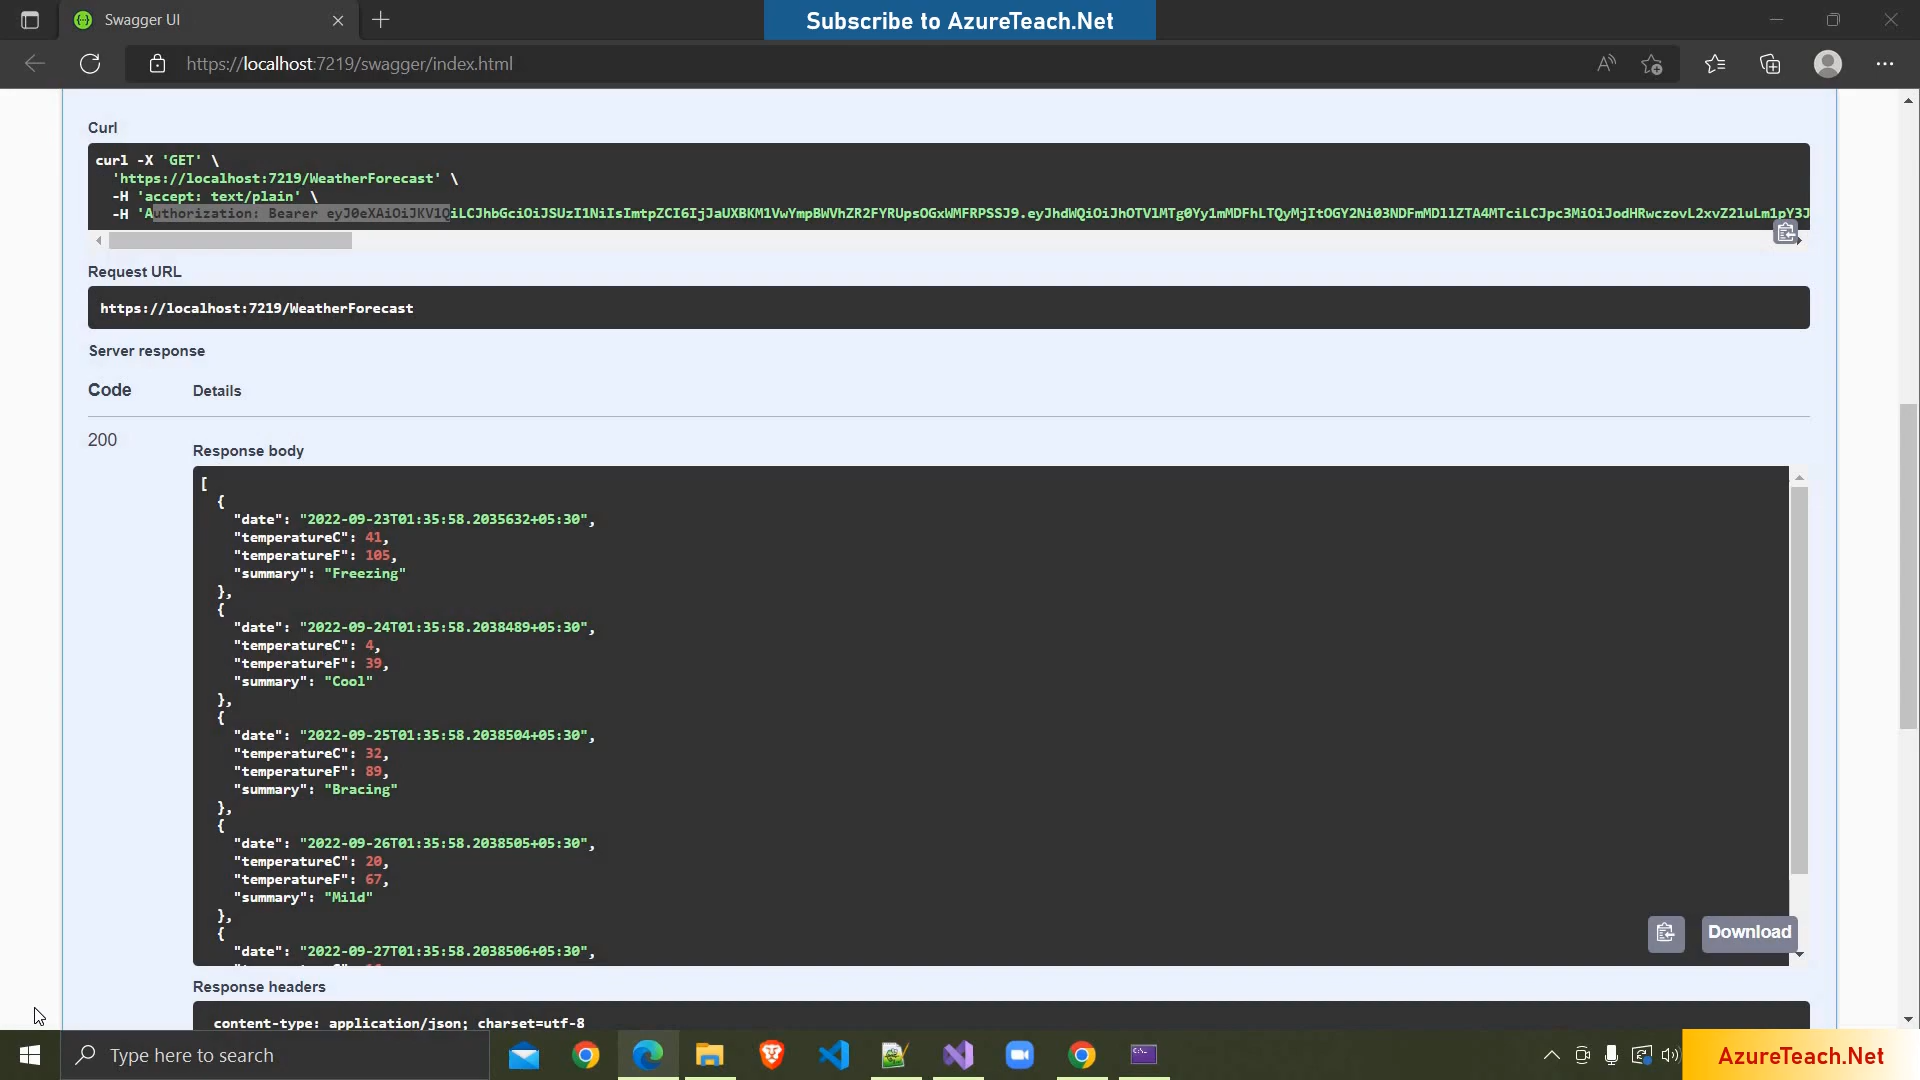 Swagger UI
Subscribe to AzureTeach.Net
https://localhost:7219/swagger/index.html
Curl
curl -X 'GET' \
'https://localhost:7219/WeatherForecast' \
-H 'accept: text/plain' \
-H 'Authorization: Bearer
Request URL
https://localhost:7219/WeatherForecast
Server response
Code Details
200
Response body
[
{
"date": "2022-09-23T01:35:58.2035632+05:30",
"temperatureC": 41,
"temperatureF": 105,
"summary": "Freezing"
},
{
"date": "2022-09-24T01:35:58.2038489+05:30",
"temperatureC": 4,
"temperatureF": 39,
"summary": "Cool"
},
{
"date": "2022-09-25T01:35:58.2038504+05:30",
"temperatureC": 32,
"temperatureF": 89,
"summary": "Bracing"
},
{
"date": "2022-09-26T01:35:58.2038505+05:30",
"temperatureC": 20,
"temperatureF": 67,
"summary": "Mild"
},
{
"date": "2022-09-27T01:35:58.2038506+05:30",
Download
Response headers
content-type: application/json; charset=utf-8
Type here to search
AzureTeach.Net